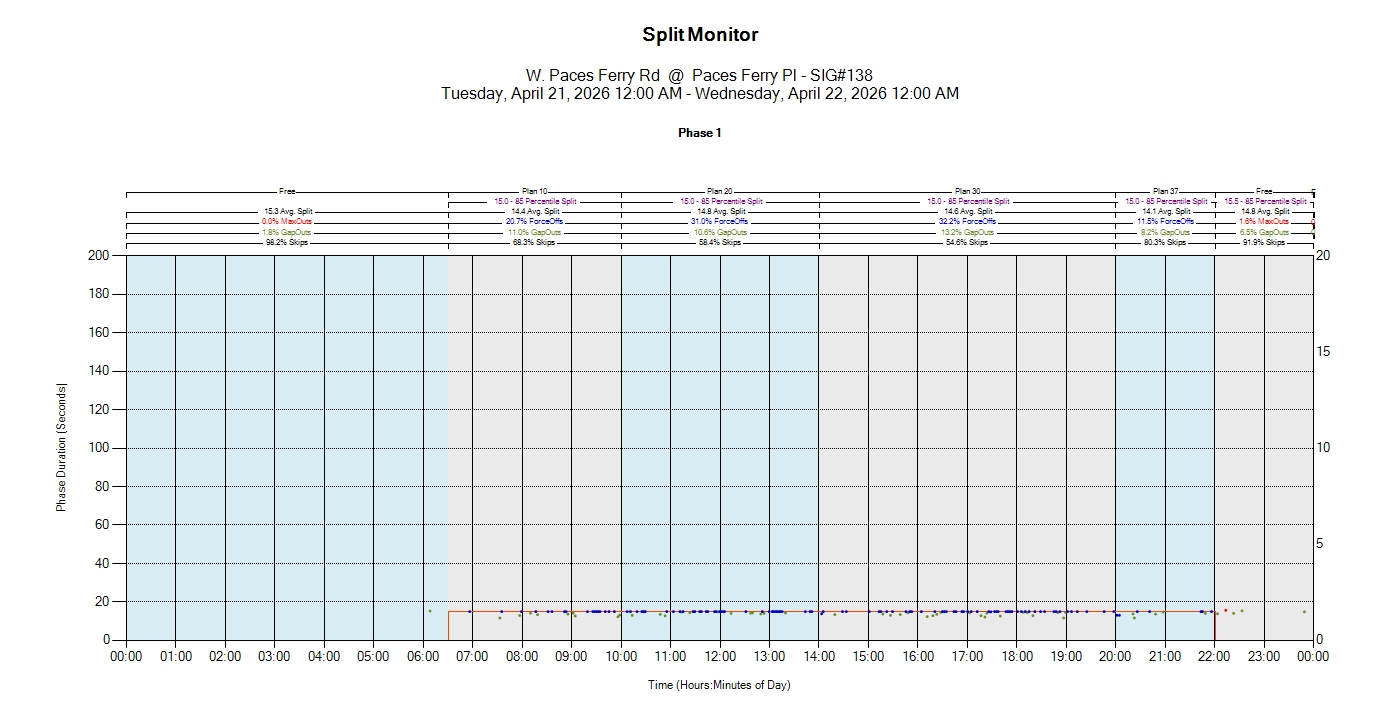 Split Monitor
W. Paces Ferry Rd @ Paces Ferry Pl - SIG#138
Tuesday, April 21, 2026 12:00 AM - Wednesday, April 22, 2026 12:00 AM
Phase 1
Free Plan 10 Plan 20 Plan 30 Plan 37 Free
15.0 - 85 Percentile Split 15.0 - 85 Percentile Split 15.0 - 85 Percentile Split 15.0 - 85 Percentile Split 15.5 - 85 Percentile Split
15.3 Avg. Split 14.4 Avg. Split 14.8 Avg. Split 14.6 Avg. Split 14.1 Avg. Split 14.8 Avg. Split
0.0% MaxOuts 20.7% ForceOffs 31.0% ForceOffs 32.2% ForceOffs 11.5% ForceOffs 1.6% MaxOuts
1.8% GapOuts 11.0% GapOuts 10.6% GapOuts 13.2% GapOuts 8.2% GapOuts 6.5% GapOuts
98.2% Skips 68.3% Skips 58.4% Skips 54.6% Skips 80.3% Skips 91.9% Skips
200 20
180
160
15
140
120
100 10
80
60
5
40
20
0 0
Phase Duration (Seconds)
00:00 01:00 02:00 03:00 04:00 05:00 06:00 07:00 08:00 09:00 10:00 11:00 12:00 13:00 14:00 15:00 16:00 17:00 18:00 19:00 20:00 21:00 22:00 23:00 00:00
Time (Hours:Minutes of Day)